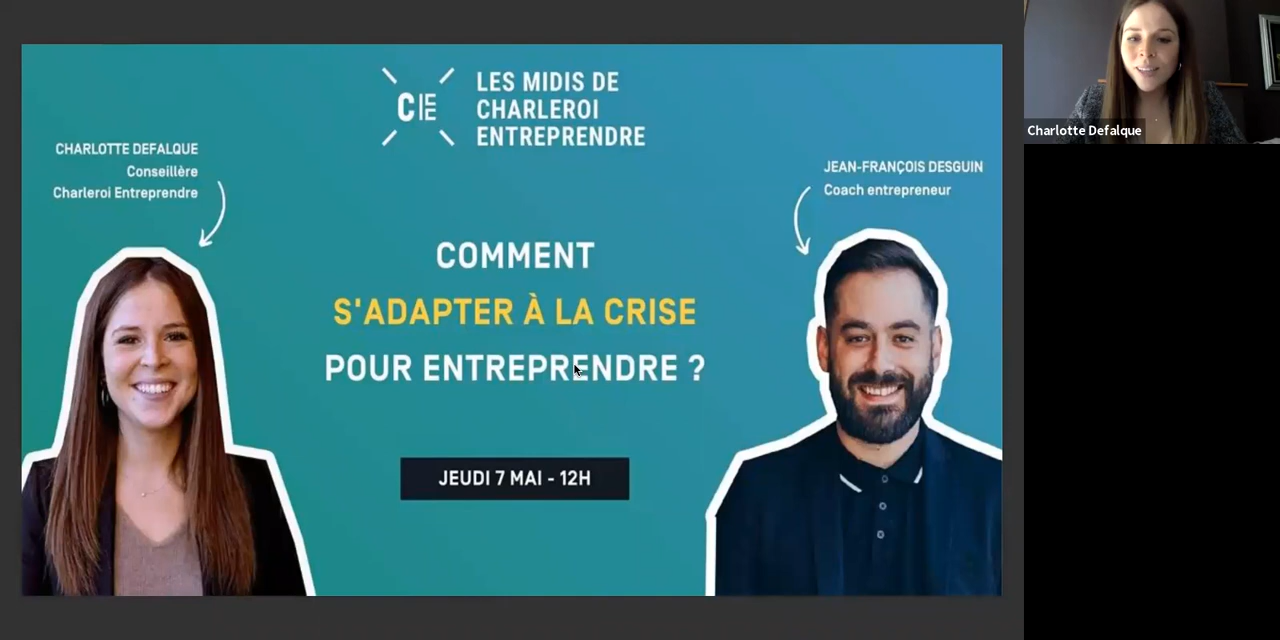 CIE
LES MIDIS DE
CHARLEROI
ENTREPRENDRE
CHARLOTTE DEFALQUE
Conseillère
Charleroi Entreprendre
JEAN-FRANÇOIS DESGUIN
Coach entrepreneur
COMMENT
S'ADAPTER À LA CRISE
POUR ENTREPRENDRE ?
JEUDI 7 MAI - 12H
Charlotte Defalque